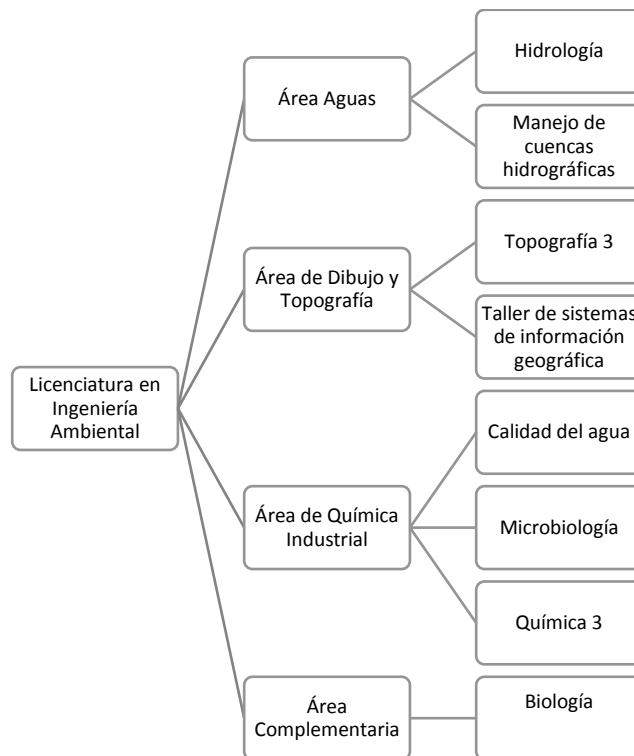 Licenciatura en
Ingeniería
Ambiental
Área Aguas
Hidrología
Manejo de
cuencas
hidrográficas
Área de Dibujo y
Topografía
Topografía 3
Taller de sistemas
de información
geográfica
Área de Química
Industrial
Calidad del agua
Microbiología
Química 3
Área
Complementaria
Biología